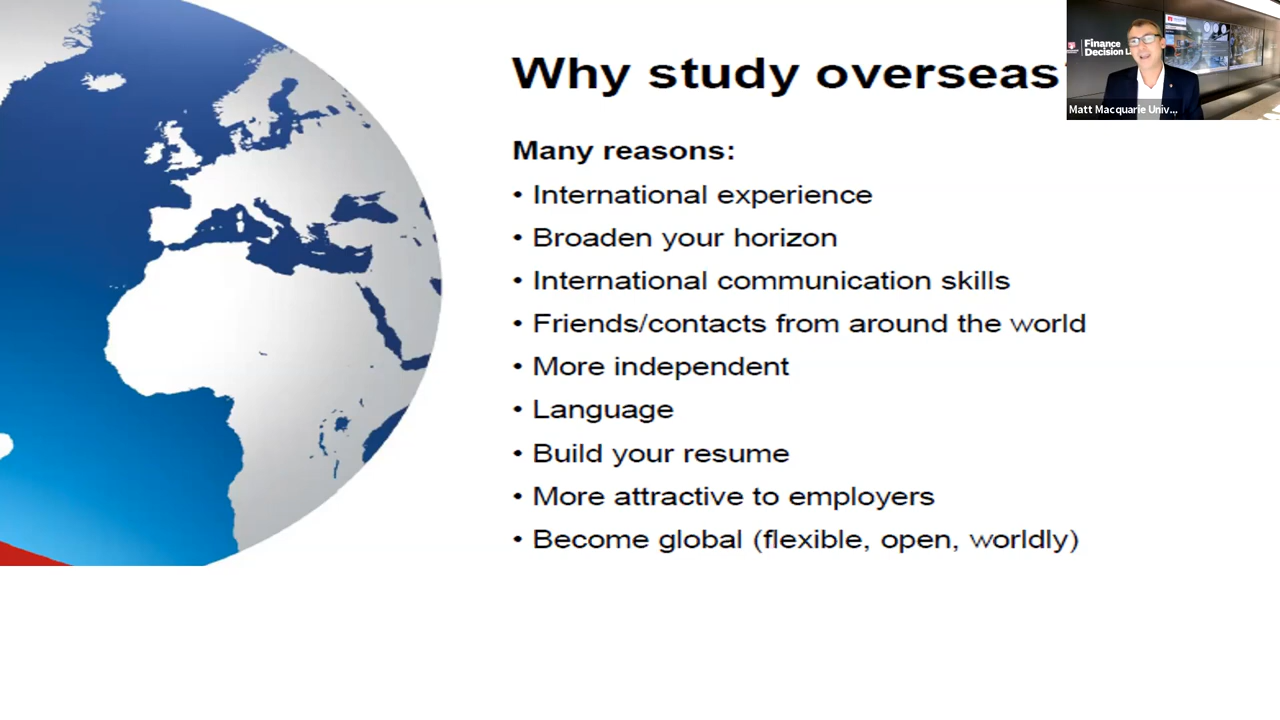 Why study overseas
Many reasons:
• International experience
• Broaden your horizon
• International communication skills
• Friends/contacts from around the world
• More independent
• Language
• Build your resume
• More attractive to employers
• Become global (flexible, open, worldly)
Finance
Decision L
Matt Macquarie Univ...